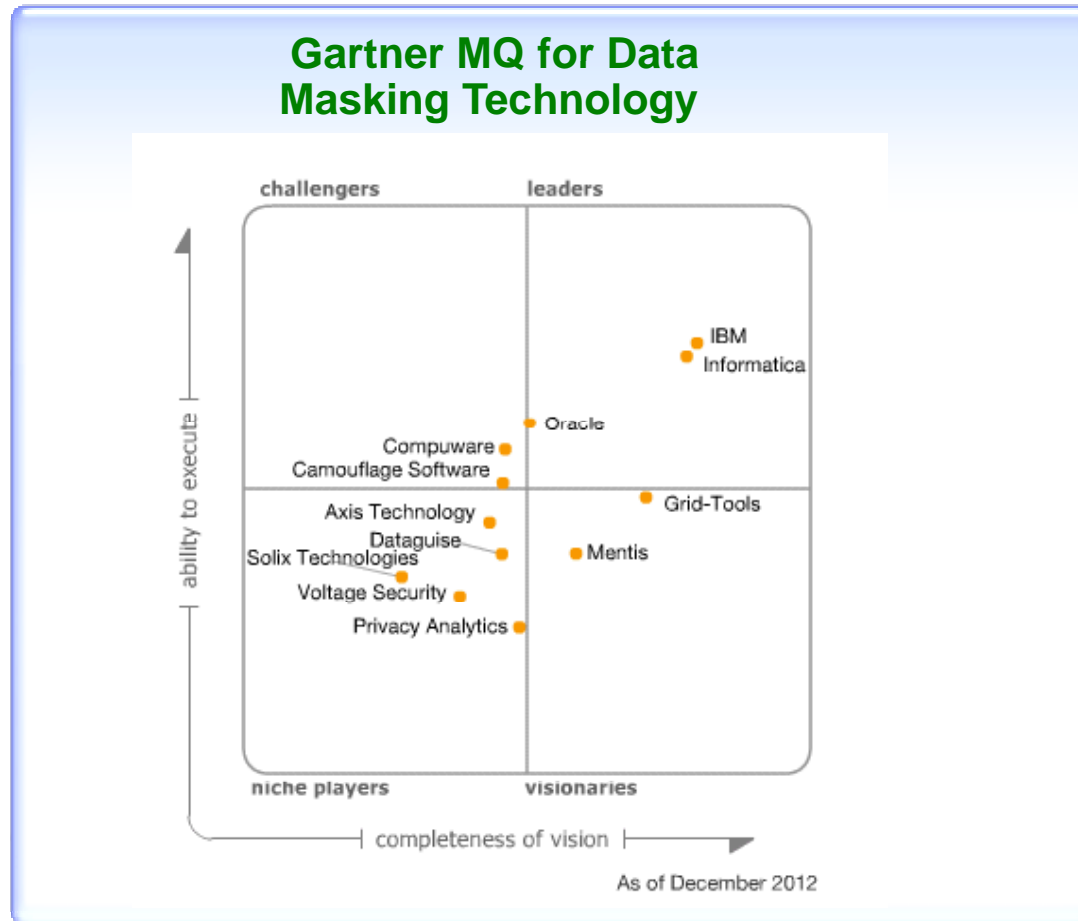 Gartner MQ for Data
Masking Technology
challengers
leaders
IBM
Informatica
Oracle
Compuware
Camouflage Software
Grid-Tools
Axis Technology
Dataguise
Mentis
Solix Technologies
Voltage Security
Privacy Analytics
ability to execute
niche players
visionaries
completeness of vision
As of December 2012